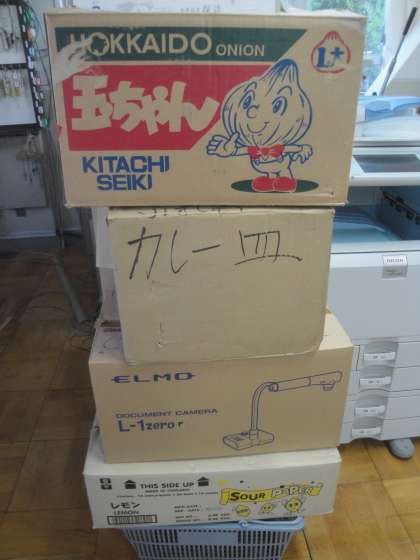 HOKKAIDO ONION
L+
玉ちゃん
KITACHI
SEIKI
カレー皿
ELMO
DOCUMENT CAMERA
L-1zero r
THIS SIDE UP
レモン
LEMON
SOUR PAPER
RICOH